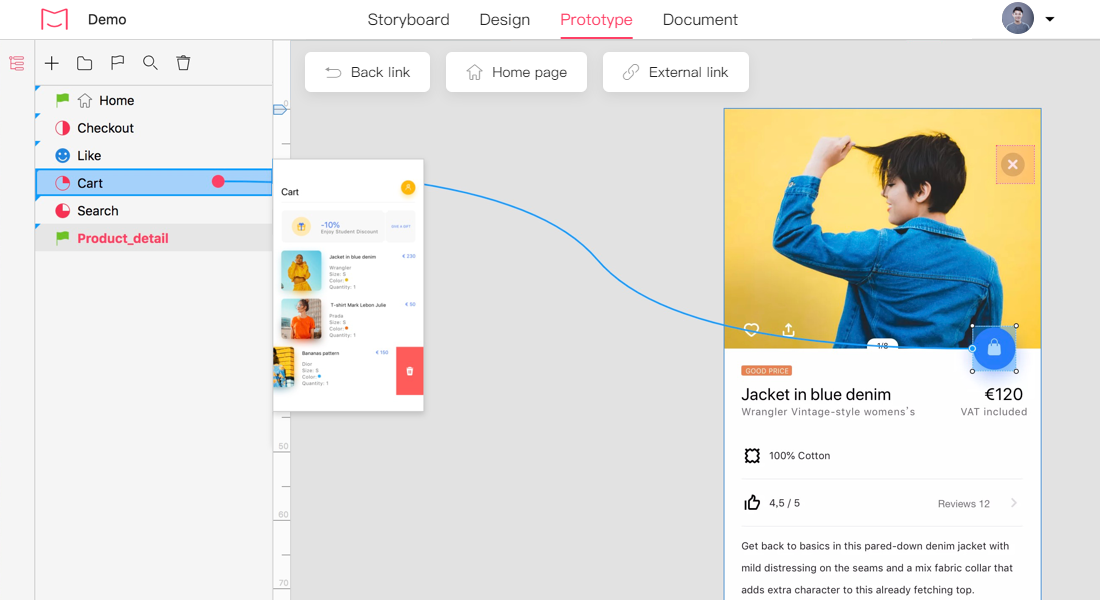 Demo
Storyboard
Design
Prototype
Document
Back link
Home page
External link
Home
Checkout
Like
Cart
Search
Product_detail
0
50
60
70
Cart
-10%
Enjoy Student Discount
GIVE A GIFT
Jacket in blue denim
€ 230
Wrangler
Size: S
Color:
Quantity: 1
T-shirt Mark Lebon Julie
€ 50
Prada
Size: S
Color:
Quantity: 1
Bananas pattern
€ 150
Dior
Size: S
Color:
Quantity: 1
1/8
GOOD PRICE
Jacket in blue denim
€120
Wrangler Vintage-style womens's
VAT included
100% Cotton
4,5 / 5
Reviews 12
Get back to basics in this pared-down denim jacket with
mild distressing on the seams and a mix fabric collar that
adds extra character to this already fetching top.